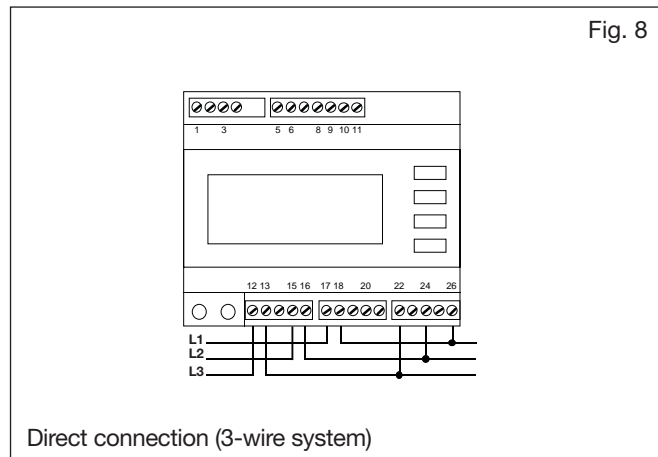 Fig. 8
1 3 5 6 8 9 10 11
12 13 15 16 17 18 20 22 24 26
L1
L2
L3
Direct connection (3-wire system)